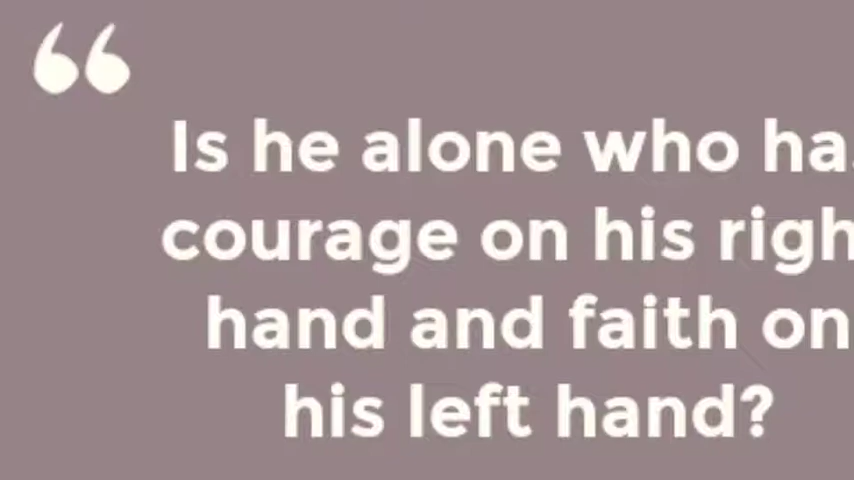 “
Is he alone who ha
courage on his righ
hand and faith on
his left hand?